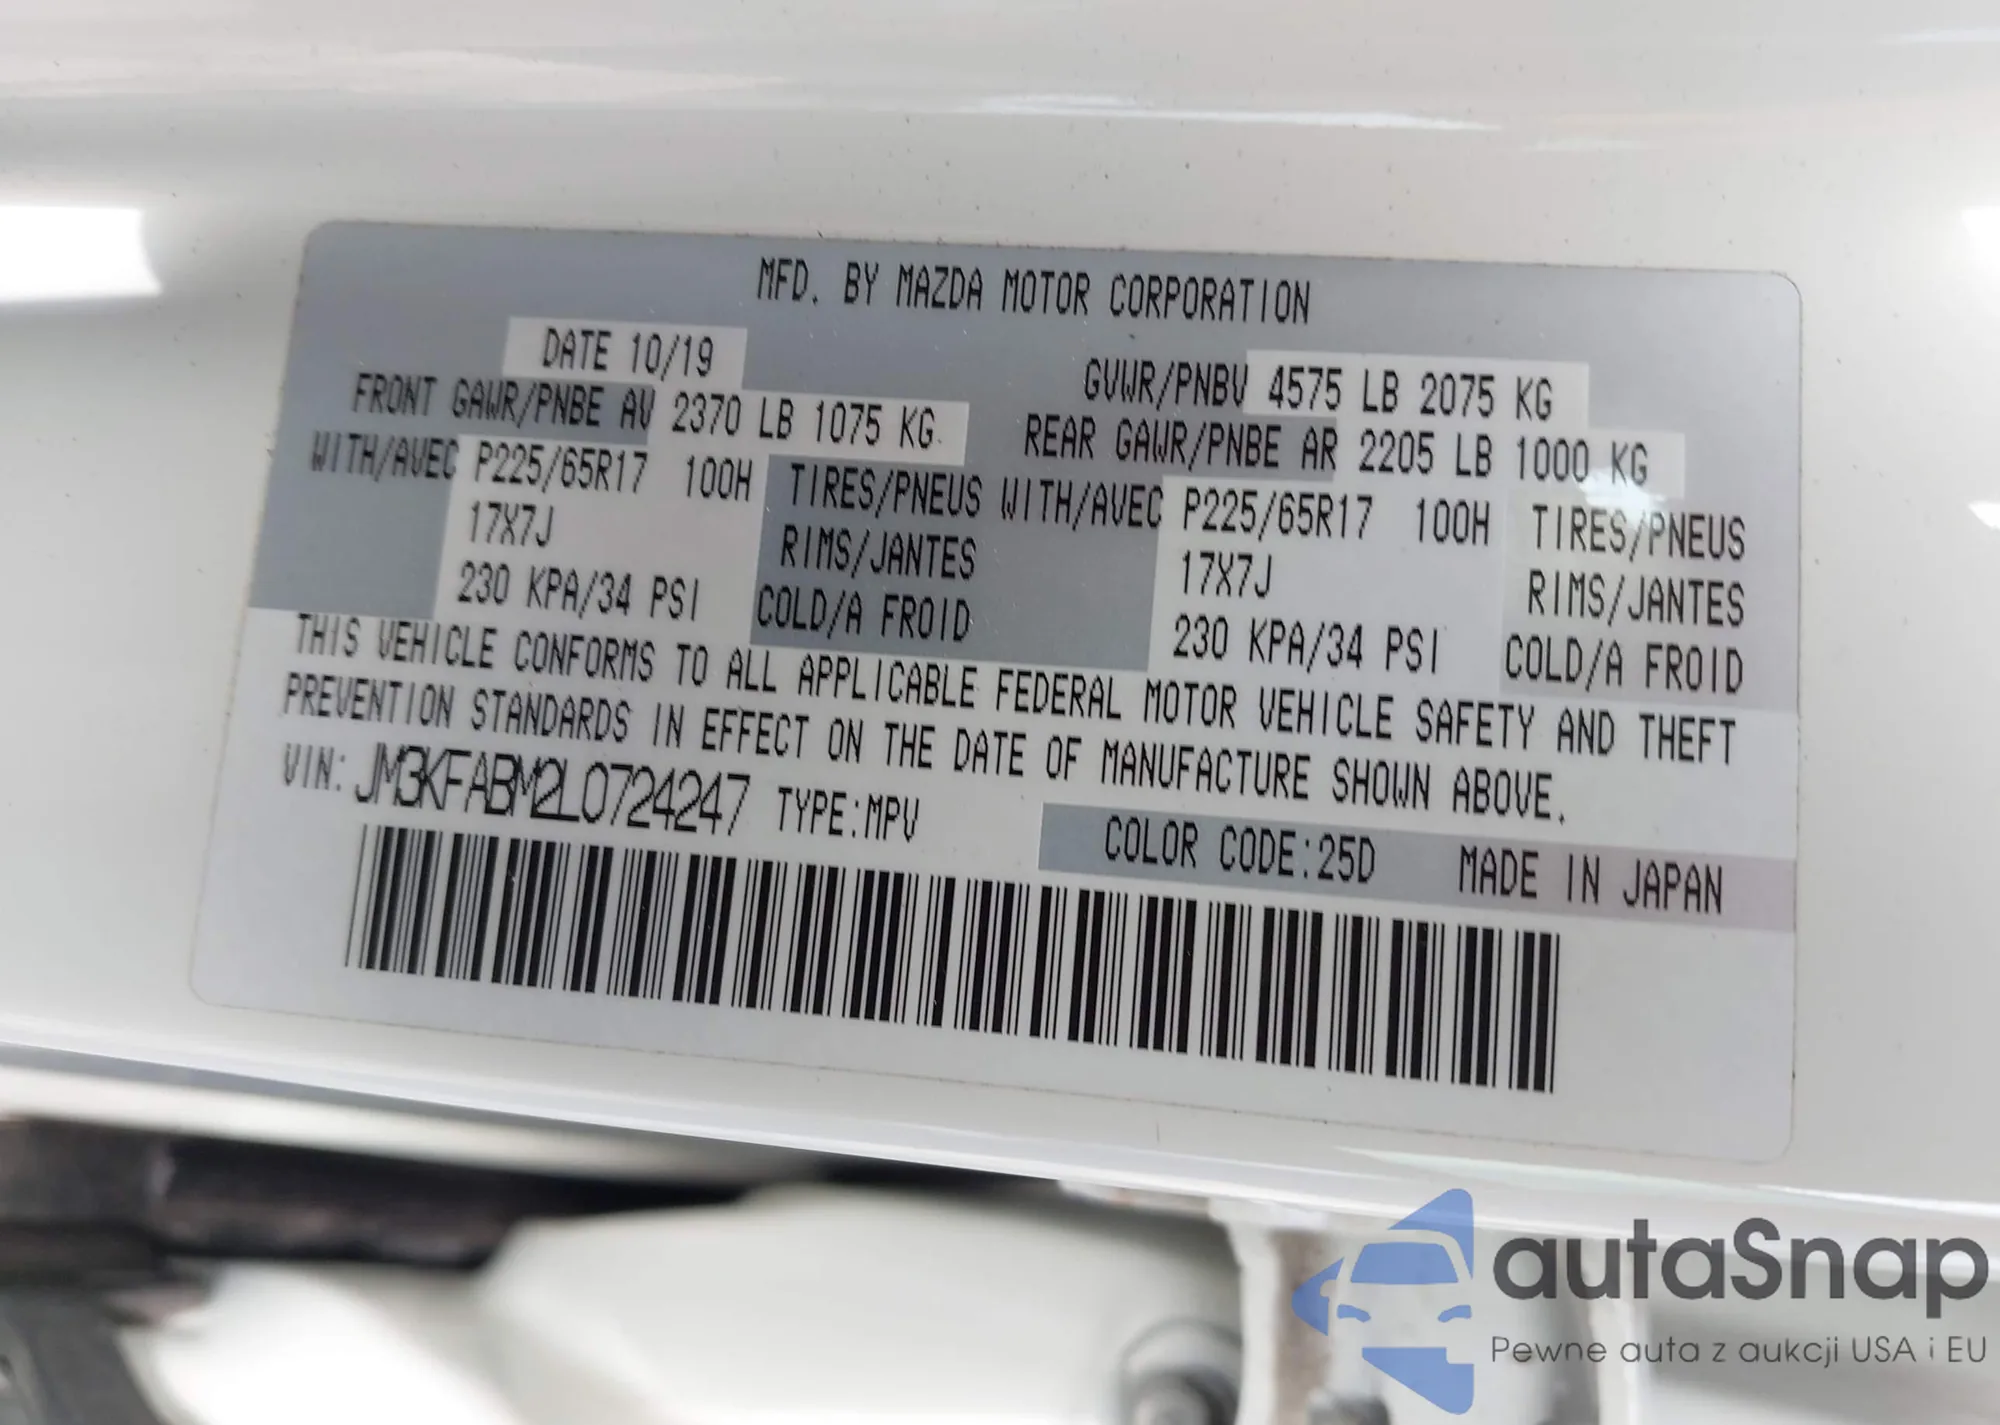 MFD. BY MAZDA MOTOR CORPORATION
DATE 10/19 GVWR/PNBV 4575 LB 2075 KG
FRONT GAWR/PNBE AV 2370 LB 1075 KG REAR GAWR/PNBE AR 2205 LB 1000 KG
WITH/AVEC P225/65R17 100H TIRES/PNEUS WITH/AVEC P225/65R17 100H TIRES/PNEUS
17X7J RIMS/JANTES 17X7J RIMS/JANTES
230 KPA/34 PSI COLD/A FROID 230 KPA/34 PSI COLD/A FROID
THIS VEHICLE CONFORMS TO ALL APPLICABLE FEDERAL MOTOR VEHICLE SAFETY AND THEFT
PREVENTION STANDARDS IN EFFECT ON THE DATE OF MANUFACTURE SHOWN ABOVE.
VIN: JM3KFABM2L0724247 TYPE:MPV COLOR CODE:25D MADE IN JAPAN
autaSnap
Pewne auta z aukcji USA i EU